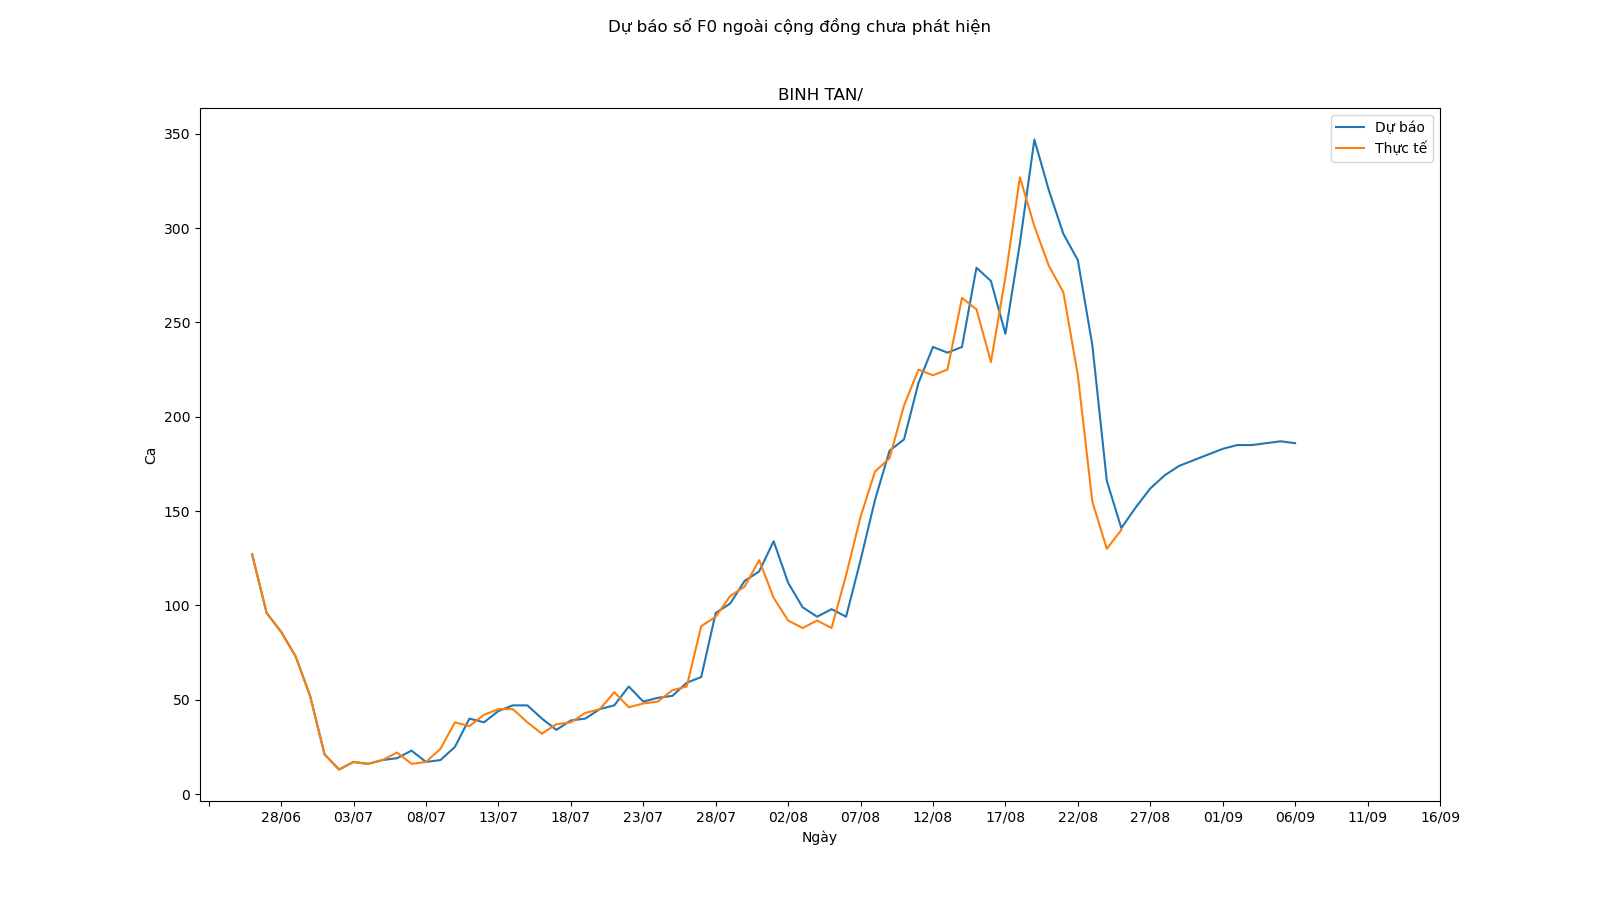 Dự báo số F0 ngoài cộng đồng chưa phát hiện
BINH TAN/
Dự báo
Thực tế
350
300
250
200
150
100
50
0
Ca
28/06 03/07 08/07 13/07 18/07 23/07 28/07 02/08 07/08 12/08 17/08 22/08 27/08 01/09 06/09 11/09 16/09
Ngày